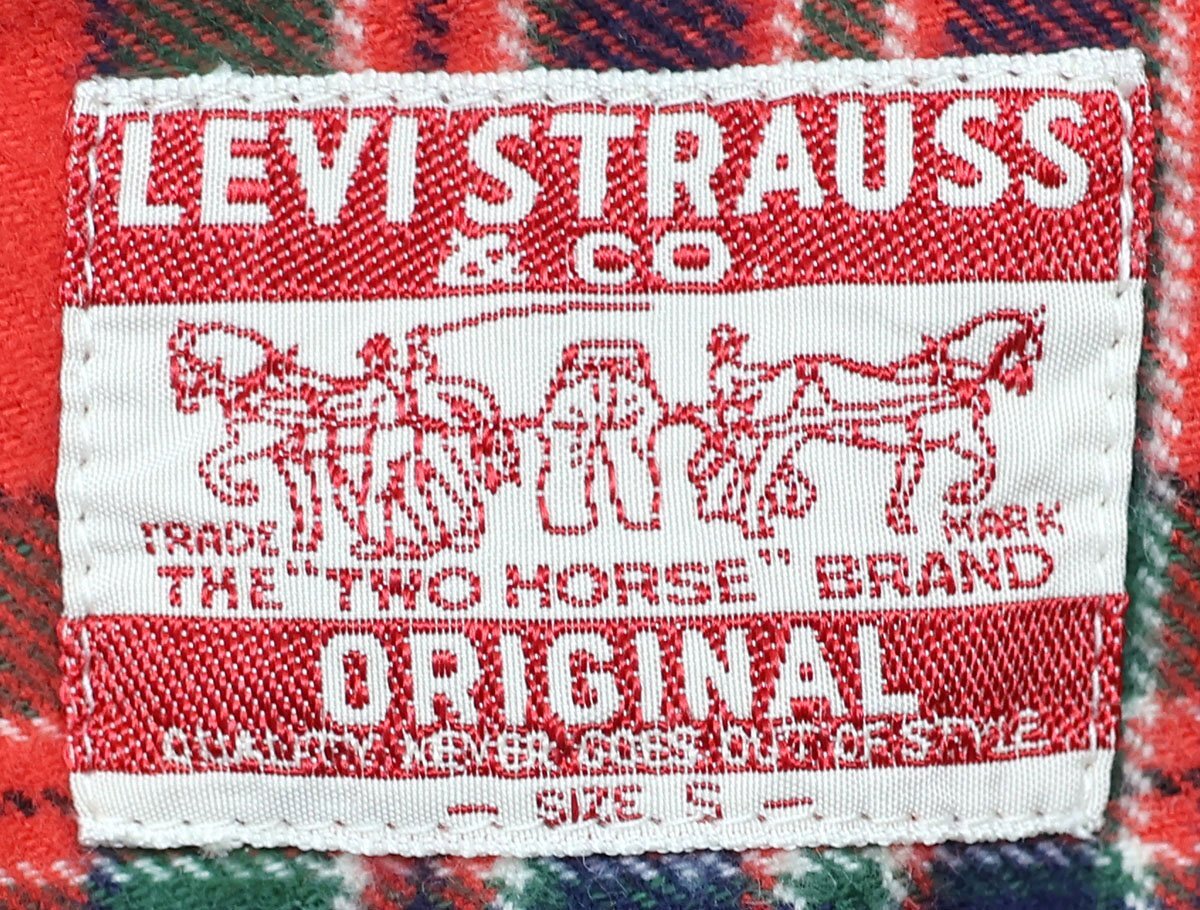 LEVI STRAUSS
& CO
TRADE MARK
THE "TWO HORSE" BRAND
ORIGINAL
QUALITY NEVER GOES OUT OF STYLE
- SIZE S -